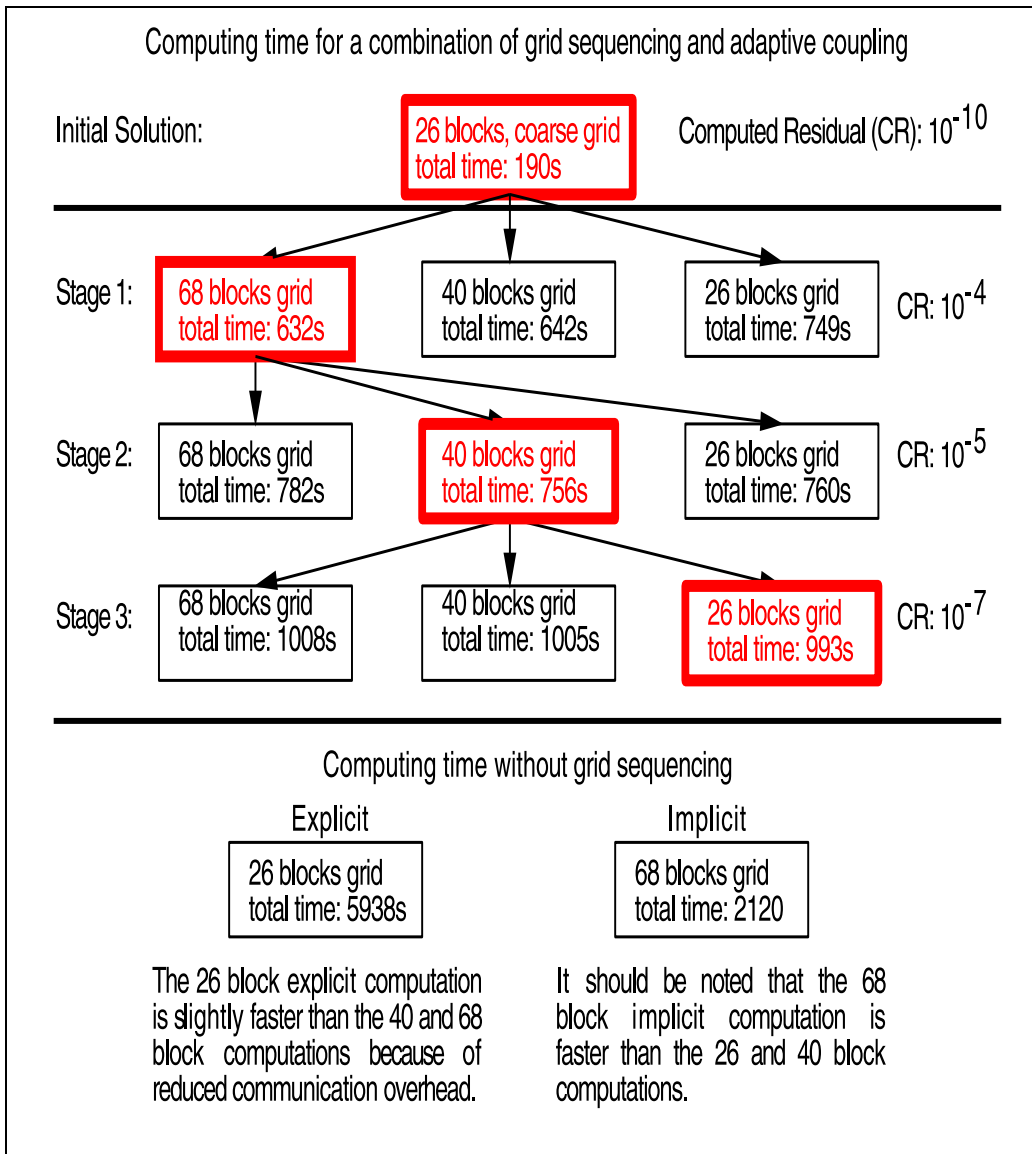 Computing time for a combination of grid sequencing and adaptive coupling
Initial Solution:
26 blocks, coarse grid
total time: 190s
Computed Residual (CR): 10^-10
Stage 1:
68 blocks grid
total time: 632s
40 blocks grid
total time: 642s
26 blocks grid
total time: 749s
CR: 10^-4
Stage 2:
68 blocks grid
total time: 782s
40 blocks grid
total time: 756s
26 blocks grid
total time: 760s
CR: 10^-5
Stage 3:
68 blocks grid
total time: 1008s
40 blocks grid
total time: 1005s
26 blocks grid
total time: 993s
CR: 10^-7
Computing time without grid sequencing
Explicit
26 blocks grid
total time: 5938s
The 26 block explicit computation
is slightly faster than the 40 and 68
block computations because of
reduced communication overhead.
Implicit
68 blocks grid
total time: 2120
It should be noted that the 68
block implicit computation is
faster than the 26 and 40 block
computations.